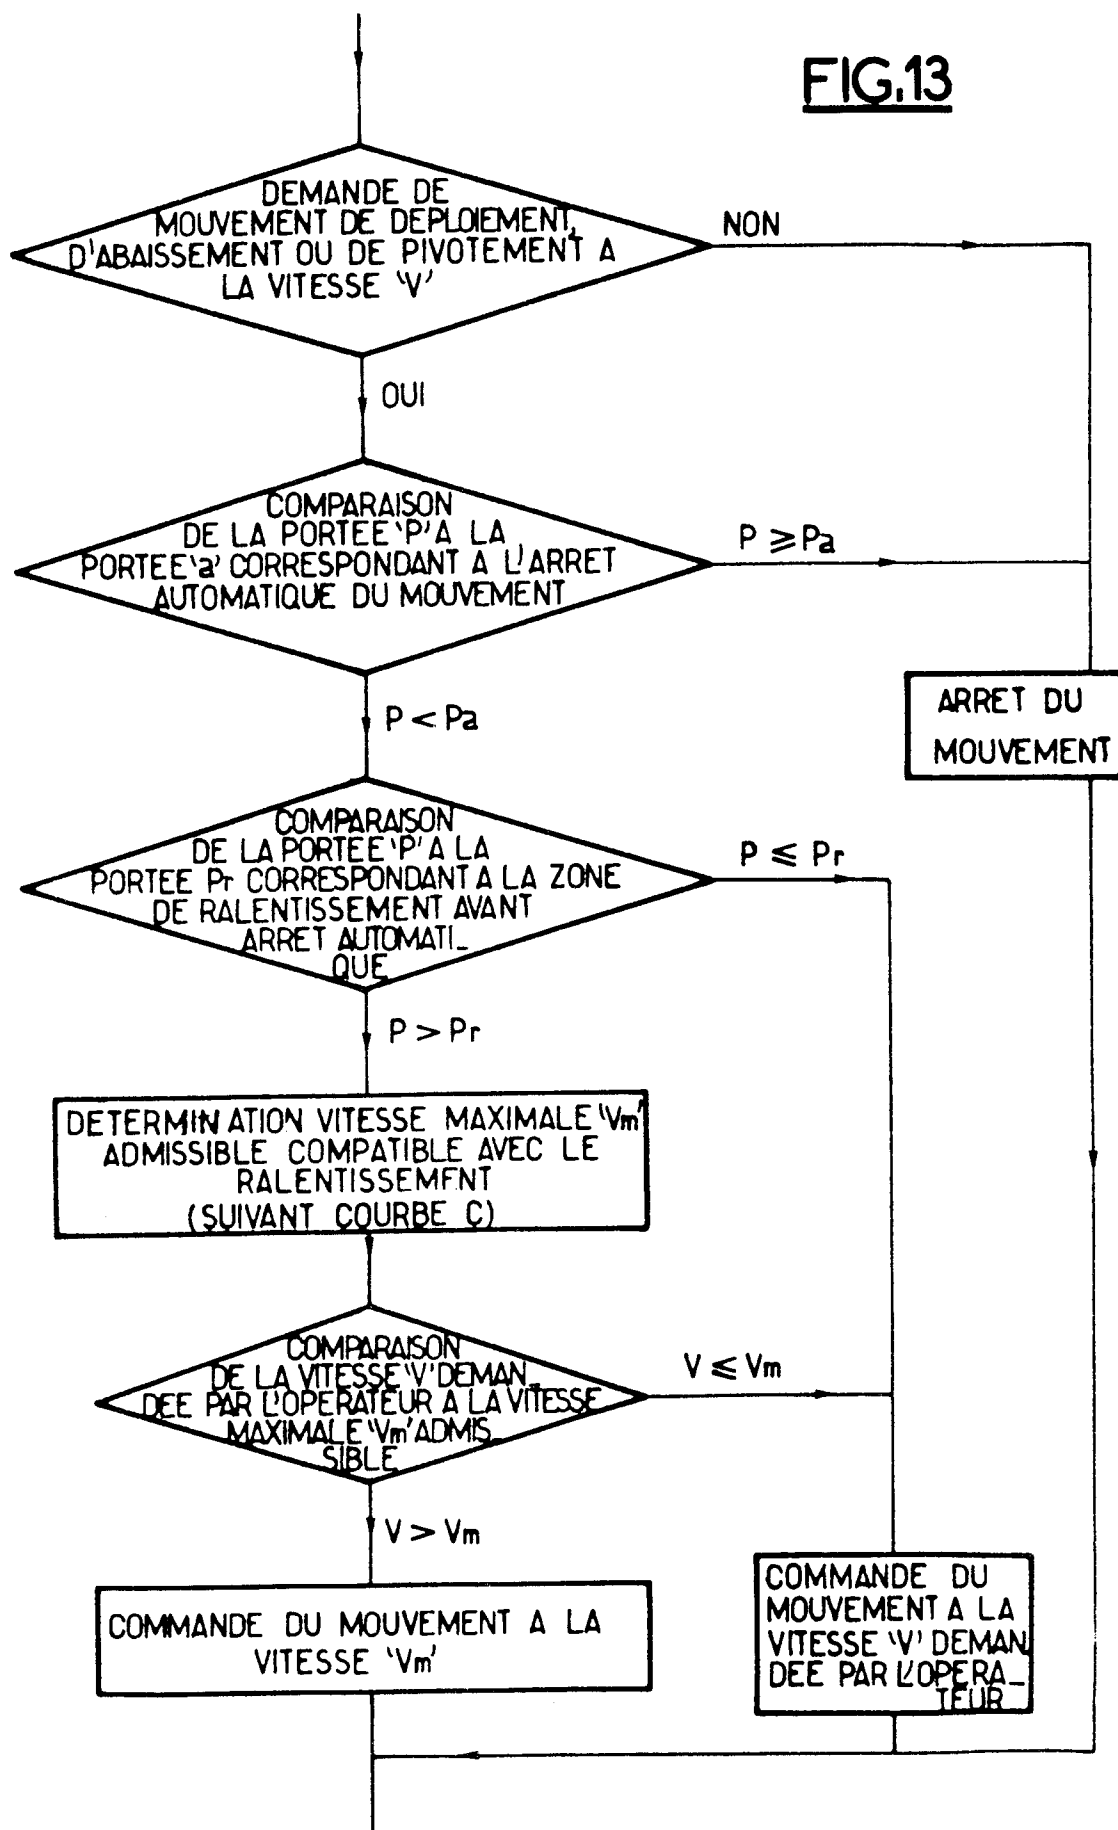 FIG.13
DEMANDE DE
MOUVEMENT DE DEPLOIEMENT,
D'ABAISSEMENT OU DE PIVOTEMENT A
LA VITESSE 'V'
NON
OUI
COMPARAISON
DE LA PORTEE 'P' A LA
PORTEE 'a' CORRESPONDANT A L'ARRET
AUTOMATIQUE DU MOUVEMENT
P ⩾ Pa
P < Pa
ARRET DU
MOUVEMENT
COMPARAISON
DE LA PORTEE 'P' A LA
PORTEE Pr CORRESPONDANT A LA ZONE
DE RALENTISSEMENT AVANT
ARRET AUTOMATI_
QUE
P ⩽ Pr
P > Pr
DETERMINATION VITESSE MAXIMALE 'Vm'
ADMISSIBLE COMPATIBLE AVEC LE
RALENTISSEMENT
(SUIVANT COURBE C)
COMPARAISON
DE LA VITESSE 'V' DEMAN_
DEE PAR L'OPERATEUR A LA VITESSE
MAXIMALE 'Vm' ADMIS_
SIBLE
V ⩽ Vm
V > Vm
COMMANDE DU MOUVEMENT A LA
VITESSE 'Vm'
COMMANDE DU
MOUVEMENT A LA
VITESSE 'V' DEMAN_
DEE PAR L'OPERA_
TEUR